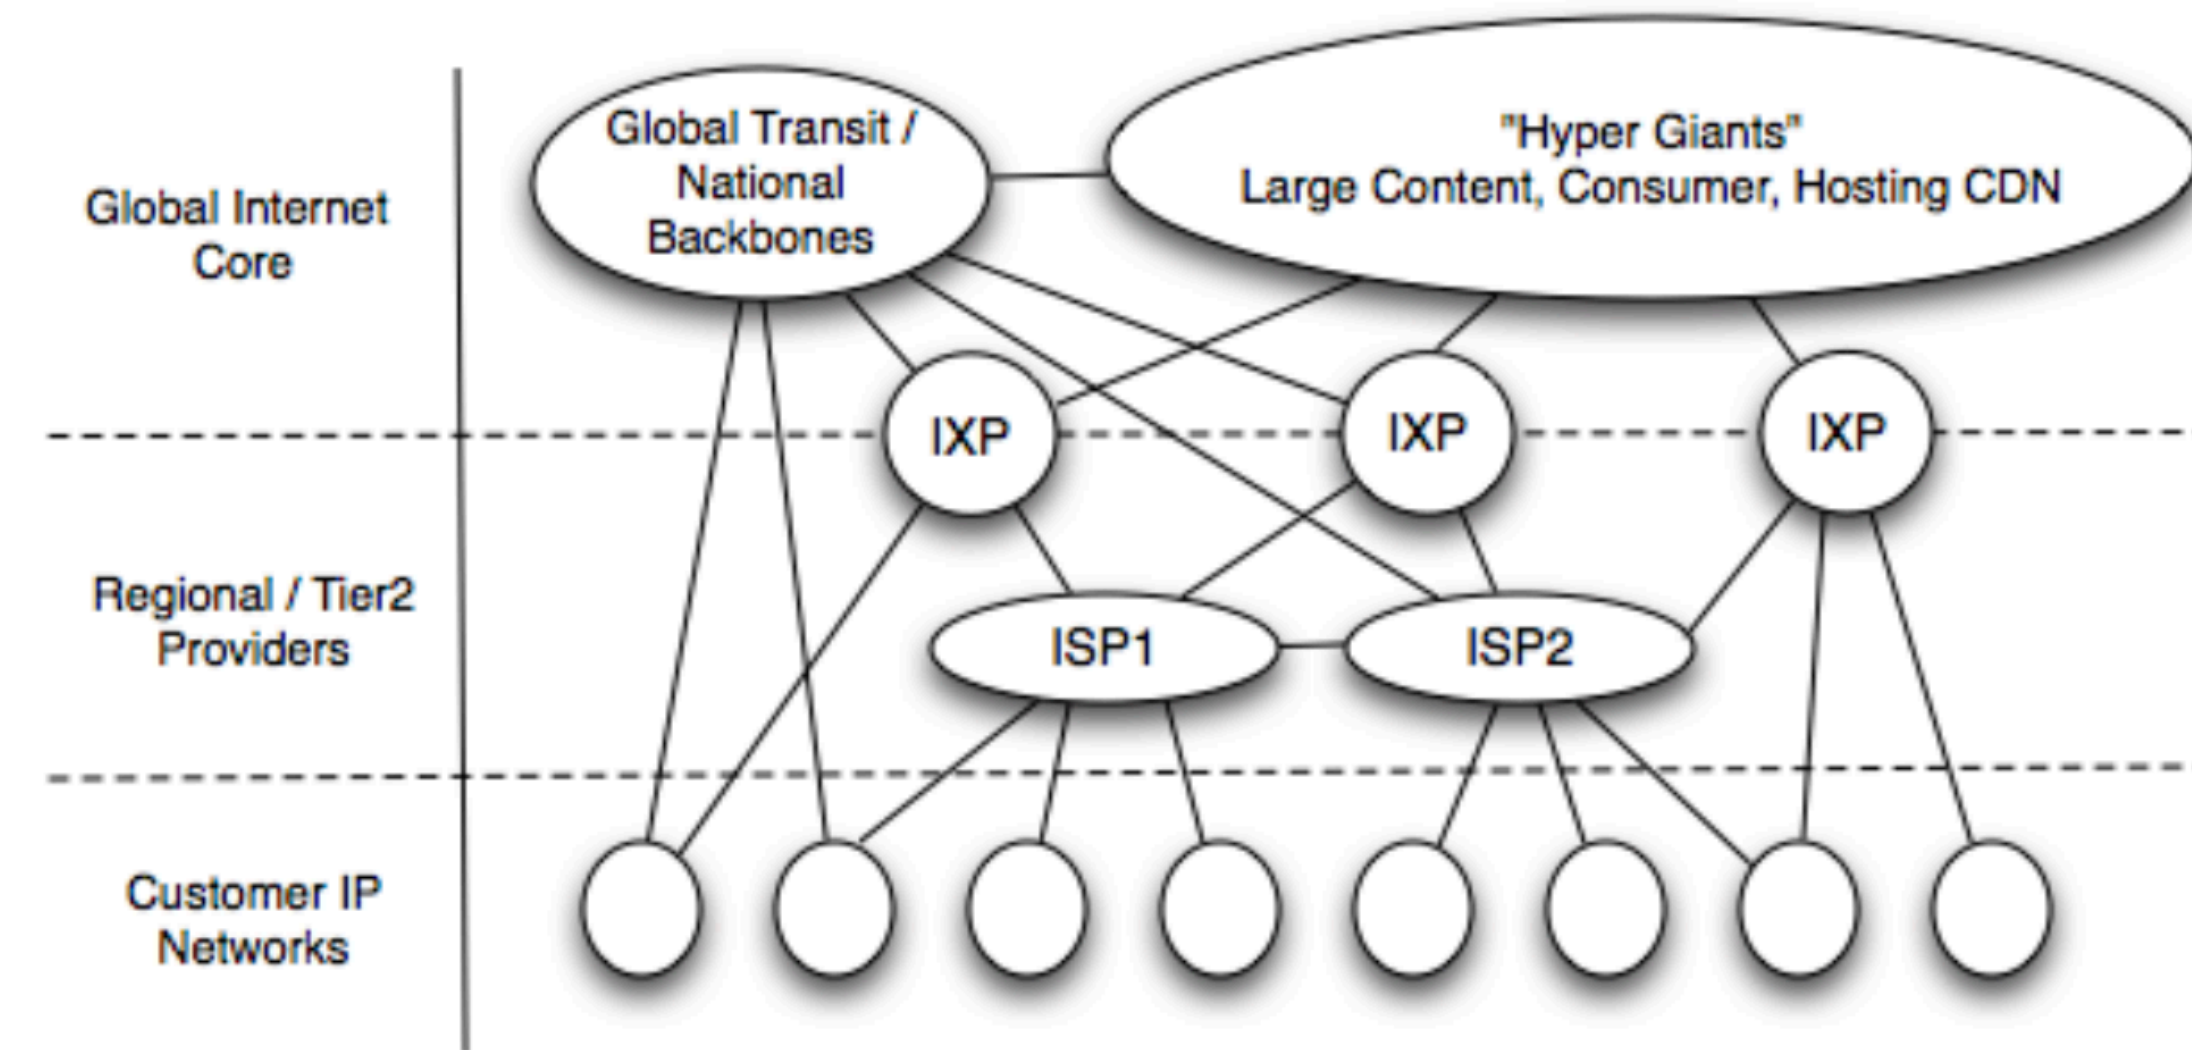 Global Internet
Core
Global Transit /
National
Backbones
"Hyper Giants"
Large Content, Consumer, Hosting CDN
IXP
IXP
IXP
Regional / Tier2
Providers
ISP1
ISP2
Customer IP
Networks